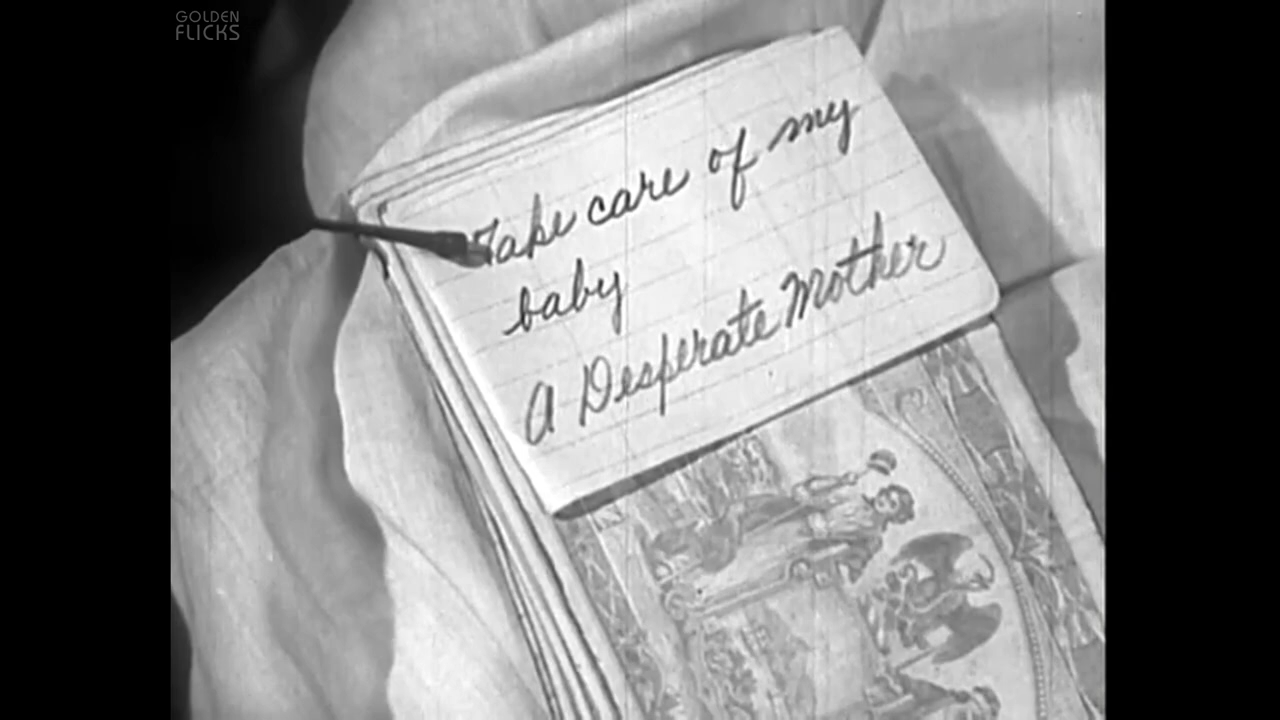 GOLDEN
FLICKS
Take care of my
baby
A Desperate Mother